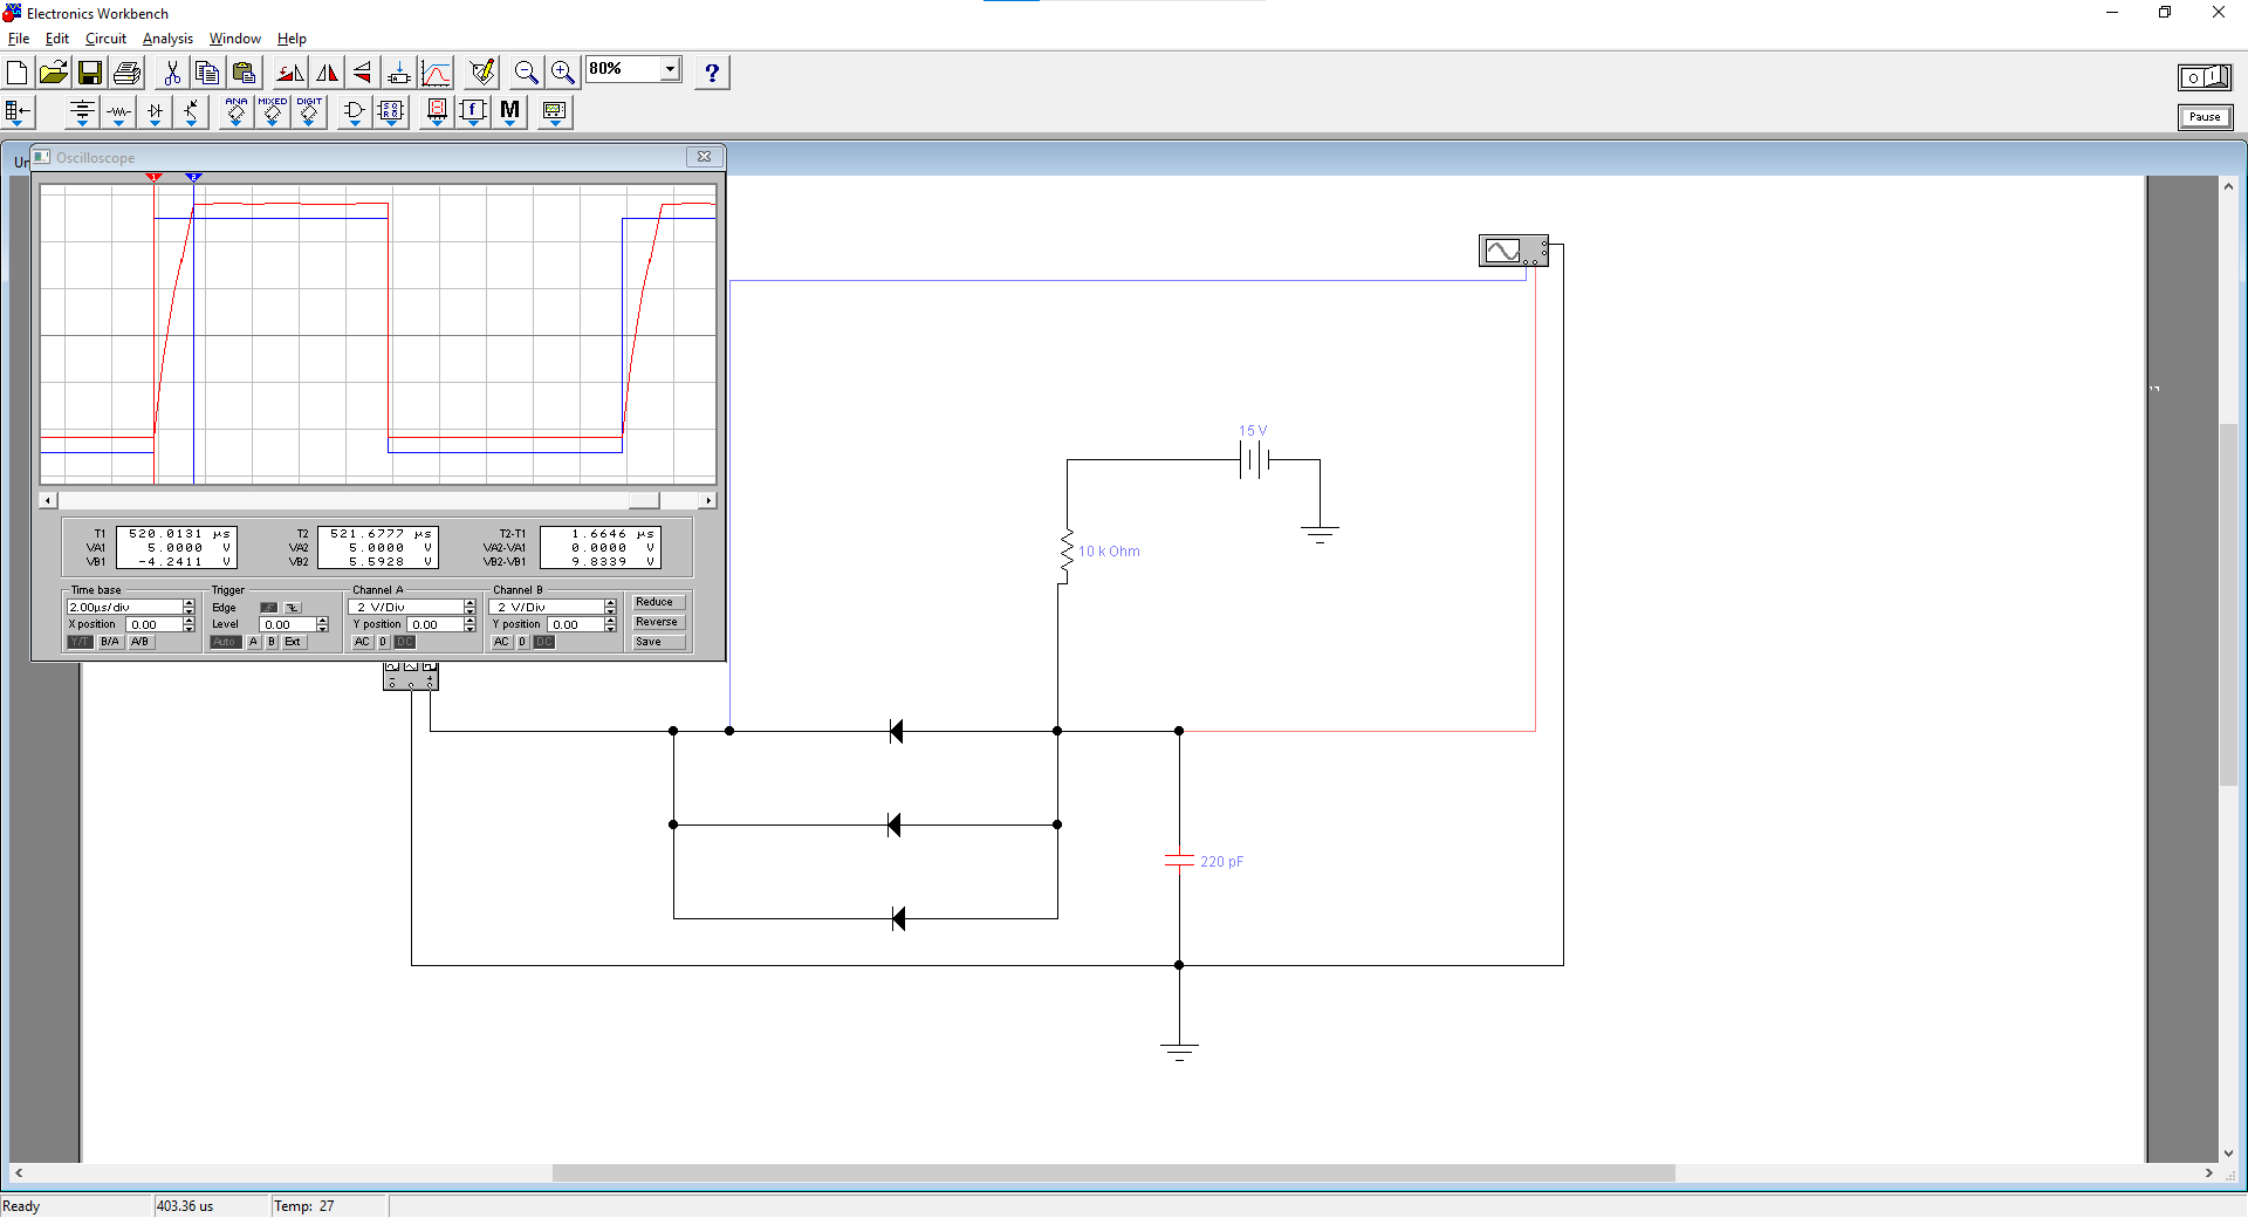 Electronics Workbench
File Edit Circuit Analysis Window Help
80%
?
ANA MIXED DIGIT
f
M
Pause
Oscilloscope
1 2
T1 520.0131 µs
VA1 5.0000 V
VB1 -4.2411 V
T2 521.6777 µs
VA2 5.0000 V
VB2 5.5928 V
T2-T1 1.6646 µs
VA2-VA1 0.0000 V
VB2-VB1 9.8339 V
Time base
2.00µs/div
X position 0.00
Y/T B/A A/B
Trigger
Edge
Level 0.00
Auto A B Ext
Channel A
2 V/Div
Y position 0.00
AC 0 DC
Channel B
2 V/Div
Y position 0.00
AC 0 DC
Reduce
Reverse
Save
15 V
10 k Ohm
220 pF
Ready 403.36 us Temp: 27